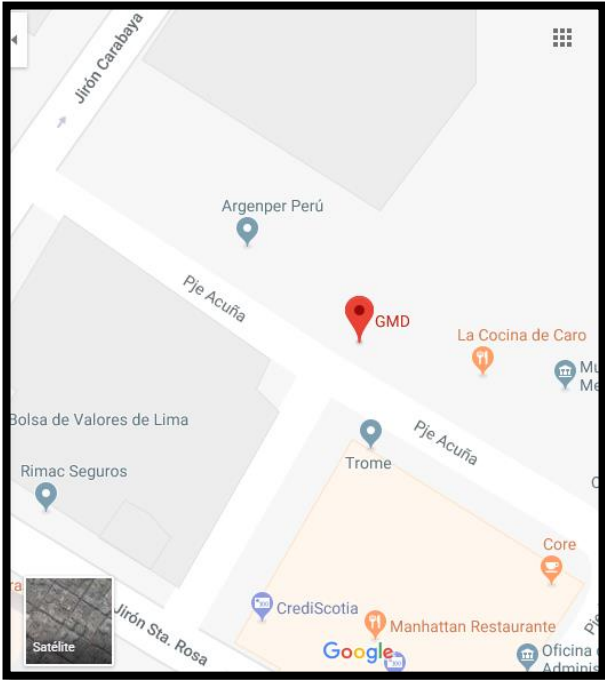 Jirón Carabaya
Argenper Perú
Pje Acuña
GMD
La Cocina de Caro
Bolsa de Valores de Lima
Pje Acuña
Trome
Rimac Seguros
Core
CrediScotia
Manhattan Restaurante
Jirón Sta. Rosa
Satélite
Google
Oficina